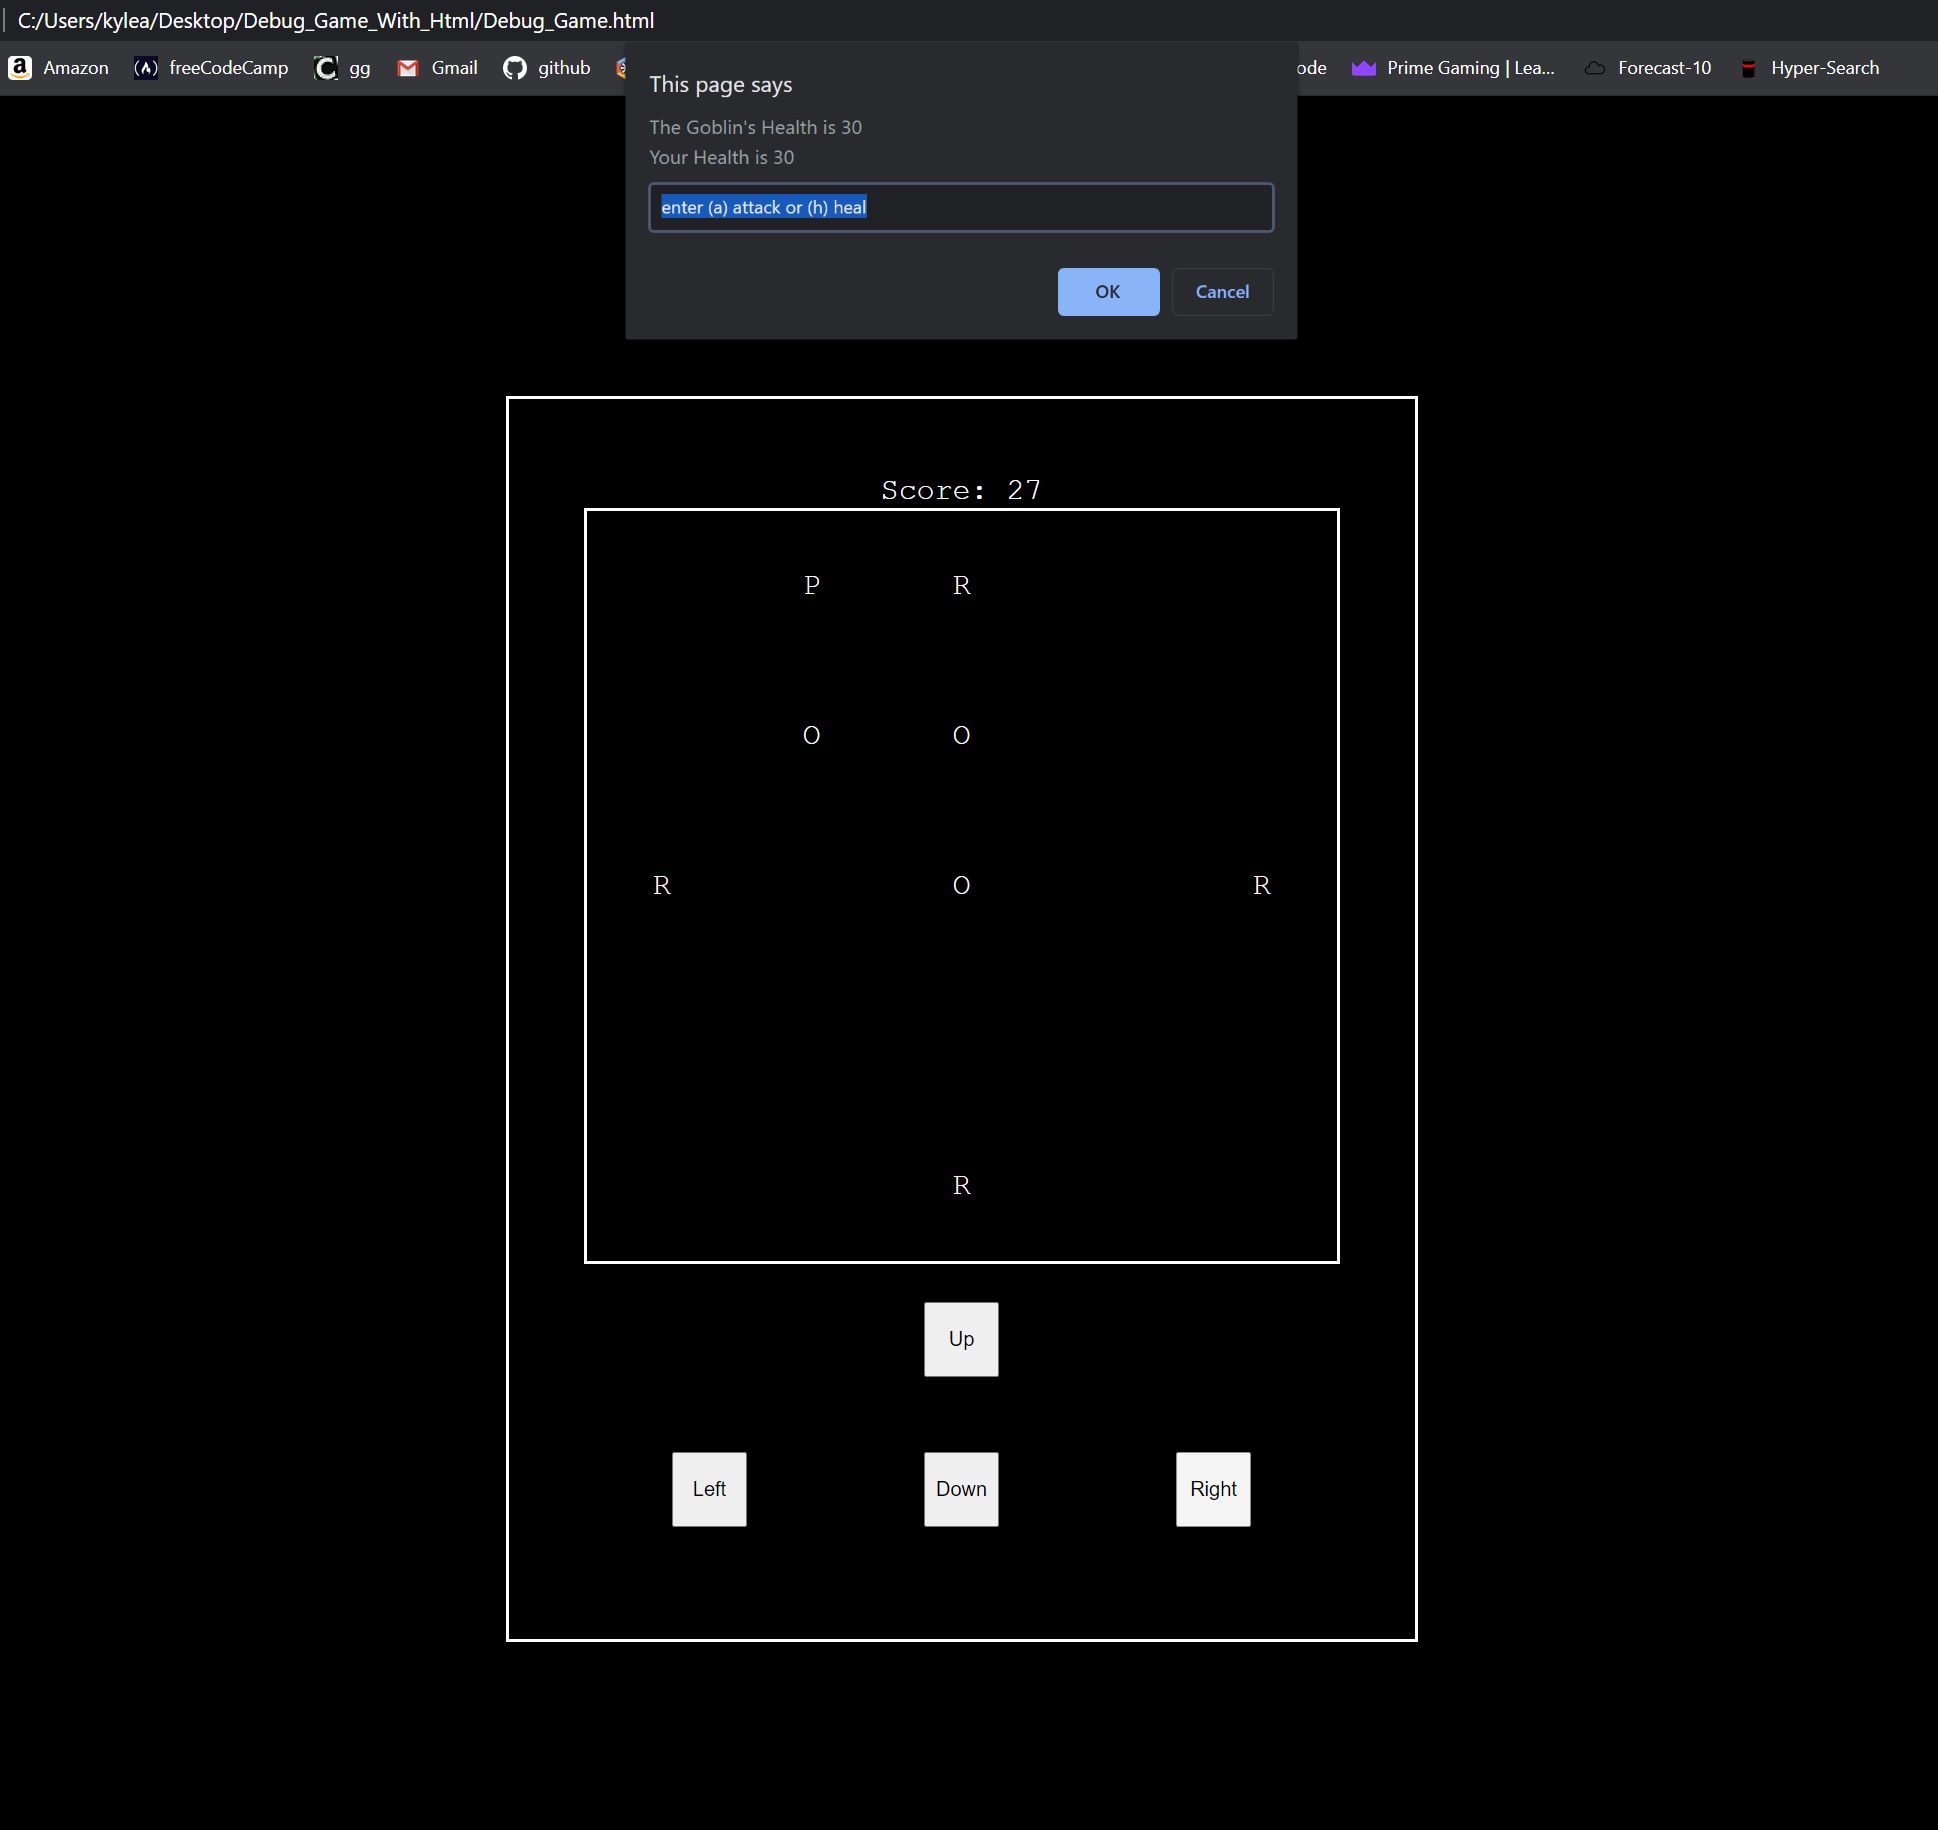 C:/Users/kylea/Desktop/Debug_Game_With_Html/Debug_Game.html
Amazon freeCodeCamp gg Gmail github ode Prime Gaming | Lea... Forecast-10 Hyper-Search
This page says
The Goblin's Health is 30
Your Health is 30
enter (a) attack or (h) heal
OK Cancel
Score: 27
P R
O O
R O R
R
Up
Left Down Right